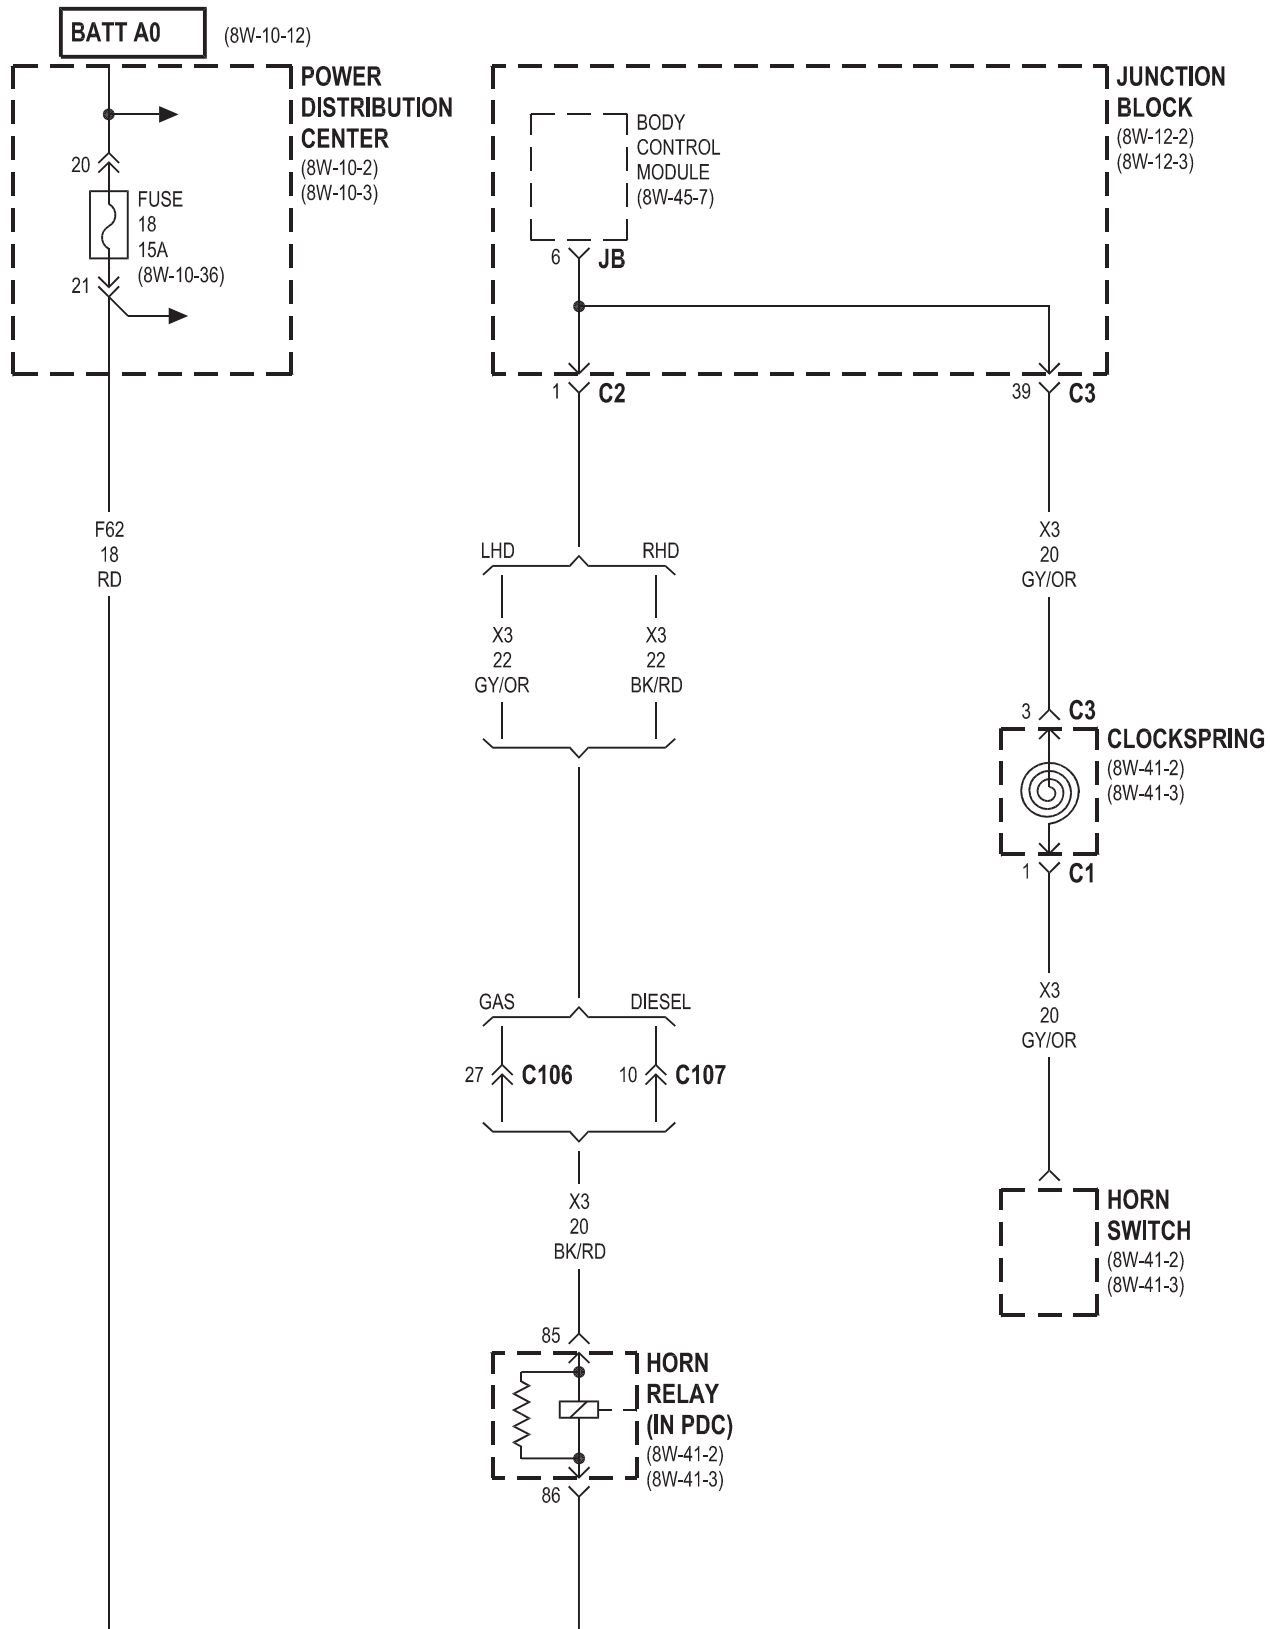 BATT A0
(8W-10-12)
POWER
DISTRIBUTION
CENTER
(8W-10-2)
(8W-10-3)
20
FUSE
18
15A
(8W-10-36)
21
JUNCTION
BLOCK
(8W-12-2)
(8W-12-3)
BODY
CONTROL
MODULE
(8W-45-7)
6 JB
1 C2
39 C3
F62
18
RD
LHD
RHD
X3
22
GY/OR
X3
22
BK/RD
X3
20
GY/OR
3 C3
CLOCKSPRING
(8W-41-2)
(8W-41-3)
1 C1
GAS
DIESEL
27 C106
10 C107
X3
20
GY/OR
X3
20
BK/RD
HORN
SWITCH
(8W-41-2)
(8W-41-3)
85
HORN
RELAY
(IN PDC)
(8W-41-2)
(8W-41-3)
86